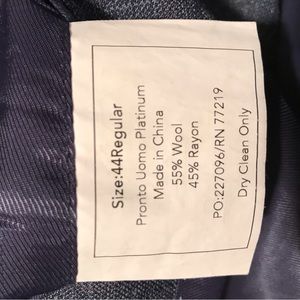 Size:44Regular
Pronto Uomo Platinum
Made in China
55% Wool
45% Rayon
PO:227096/RN 77219
Dry Clean Only